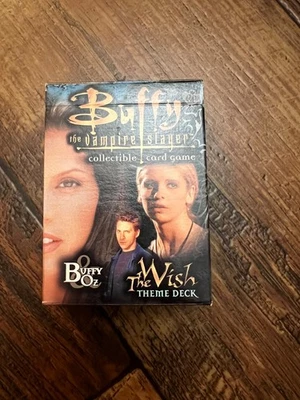 Buffy
the vampire slayer
collectible card game
Buffy
&
Oz
The Wish
THEME DECK